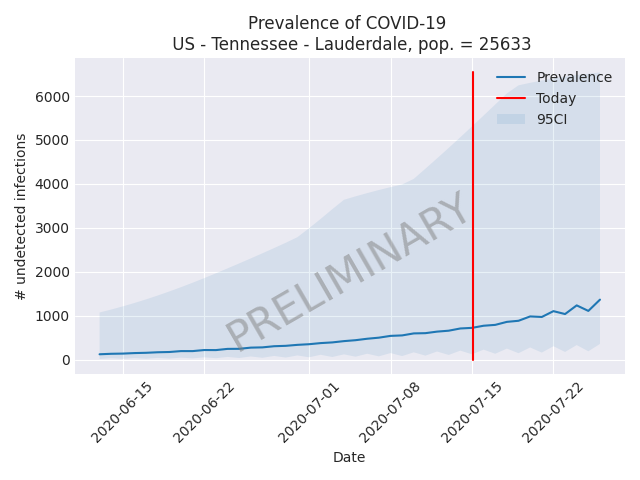 Prevalence of COVID-19
US - Tennessee - Lauderdale, pop. = 25633
# undetected infections
6000
5000
4000
3000
2000
1000
0
Prevalence
Today
95CI
PRELIMINARY
2020-06-15
2020-06-22
2020-07-01
2020-07-08
2020-07-15
2020-07-22
Date